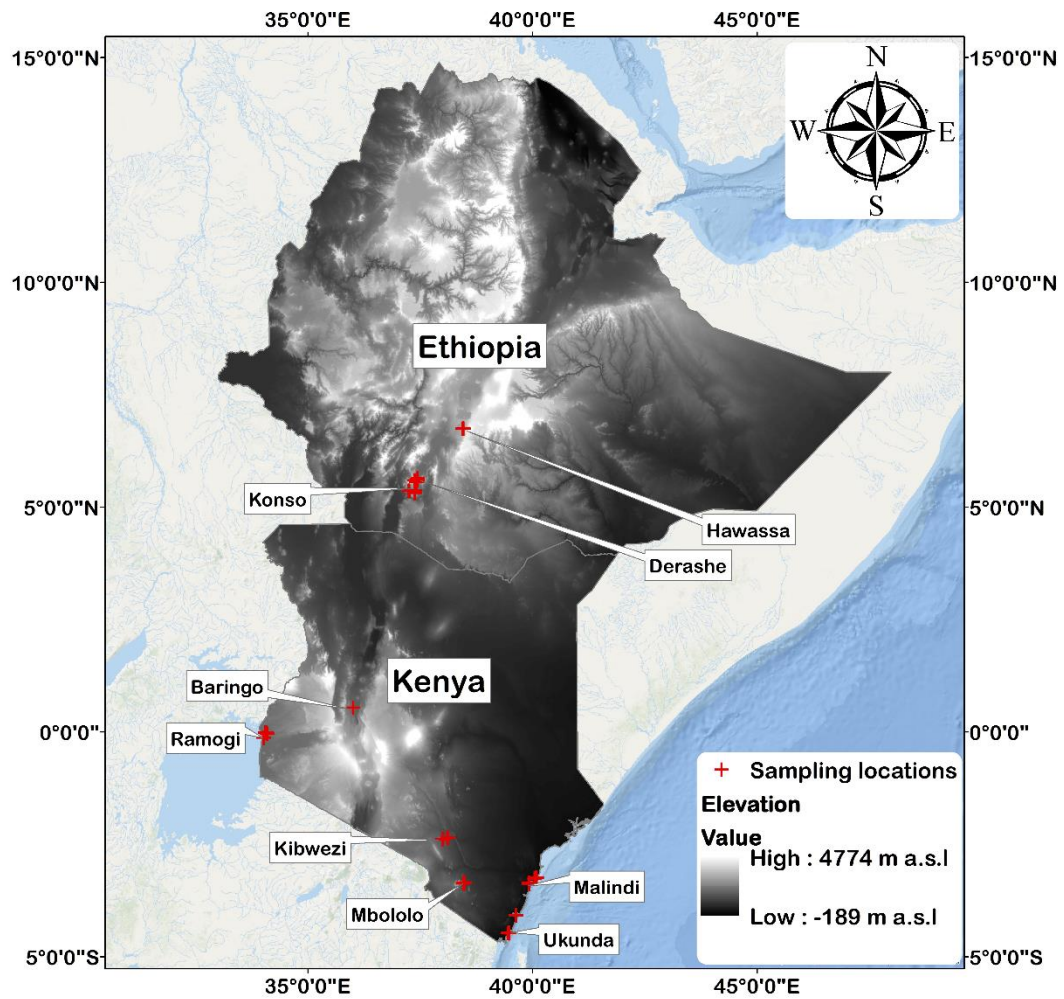 35°0'0"E 40°0'0"E 45°0'0"E
15°0'0"N 15°0'0"N
N
W E
S
10°0'0"N 10°0'0"N
Ethiopia
Konso
5°0'0"N 5°0'0"N
Hawassa
Derashe
Baringo
Kenya
0°0'0" 0°0'0"
Ramogi
Sampling locations
Elevation
Value
High : 4774 m a.s.l
Low : -189 m a.s.l
Kibwezi
Mbololo
Malindi
Ukunda
5°0'0"S 5°0'0"S
35°0'0"E 40°0'0"E 45°0'0"E